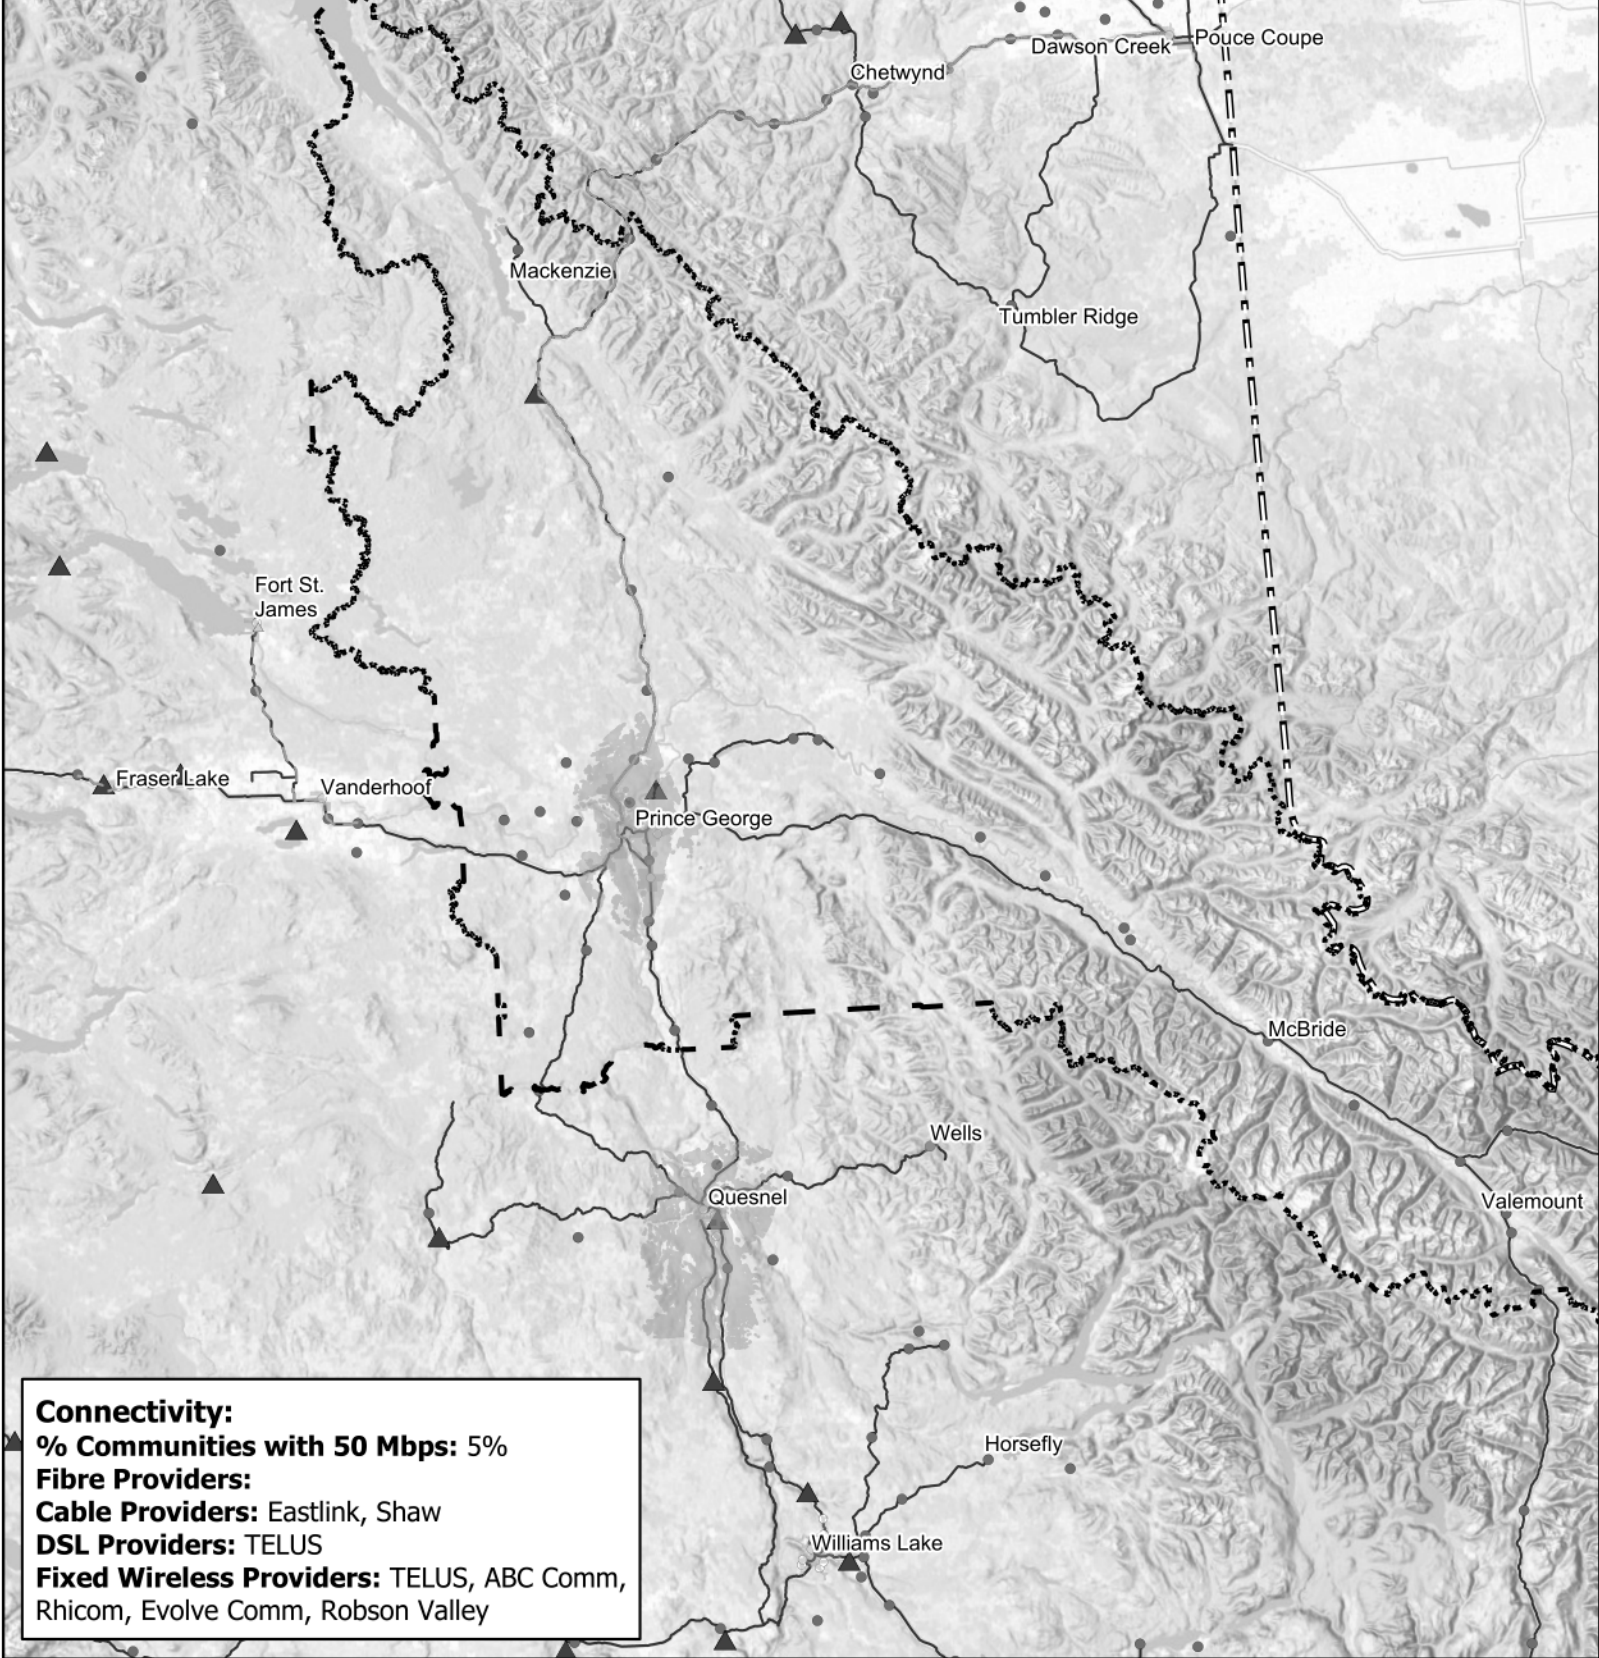 Pouce Coupe
Dawson Creek
Chetwynd
Mackenzie
Tumbler Ridge
Fort St.
James
Fraser Lake
Vanderhoof
Prince George
McBride
Wells
Quesnel
Valemount
Horsefly
Williams Lake
Connectivity:
% Communities with 50 Mbps: 5%
Fibre Providers:
Cable Providers: Eastlink, Shaw
DSL Providers: TELUS
Fixed Wireless Providers: TELUS, ABC Comm,
Rhicom, Evolve Comm, Robson Valley